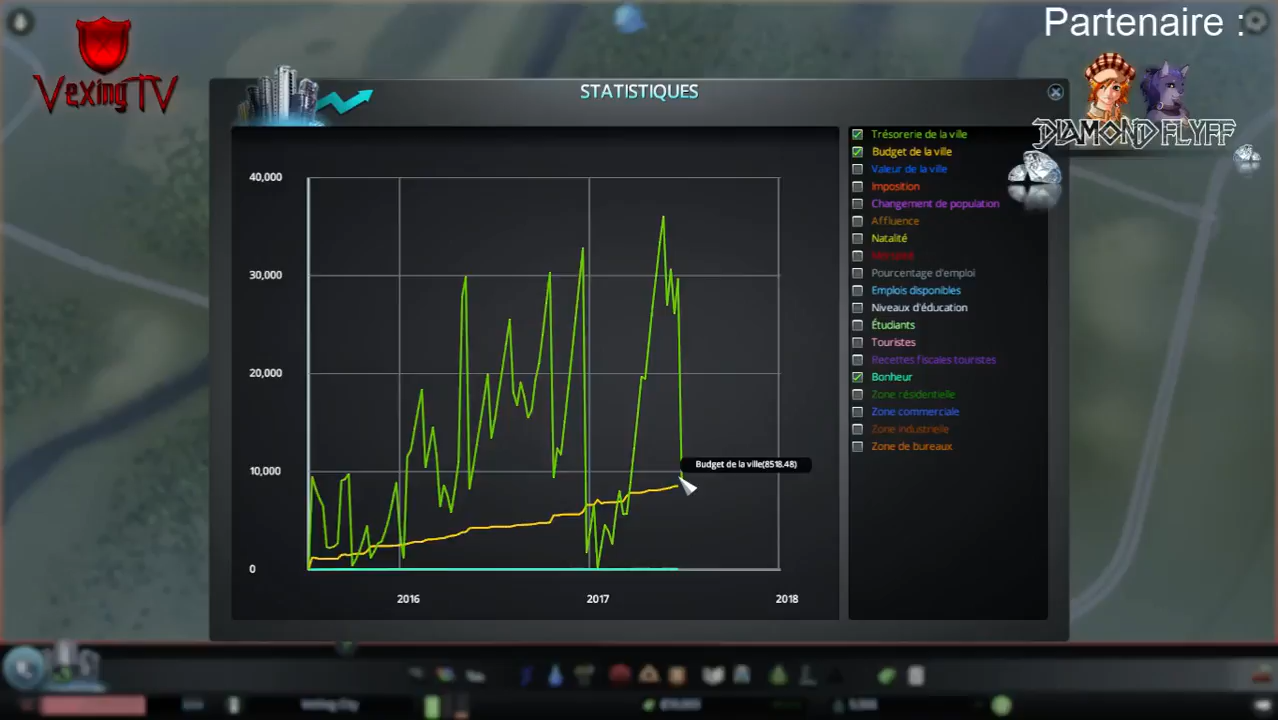 Partenaire :
VexingTV
DIAMOND FLYFF
STATISTIQUES
40,000
30,000
20,000
10,000
0
2016
2017
2018
Budget de la ville(8518.48)
Trésorerie de la ville
Budget de la ville
Valeur de la ville
Imposition
Changement de population
Affluence
Natalité
Pourcentage d'emploi
Emplois disponibles
Niveaux d'éducation
Étudiants
Touristes
Recettes fiscales touristes
Bonheur
Zone résidentielle
Zone commerciale
Zone industrielle
Zone de bureaux